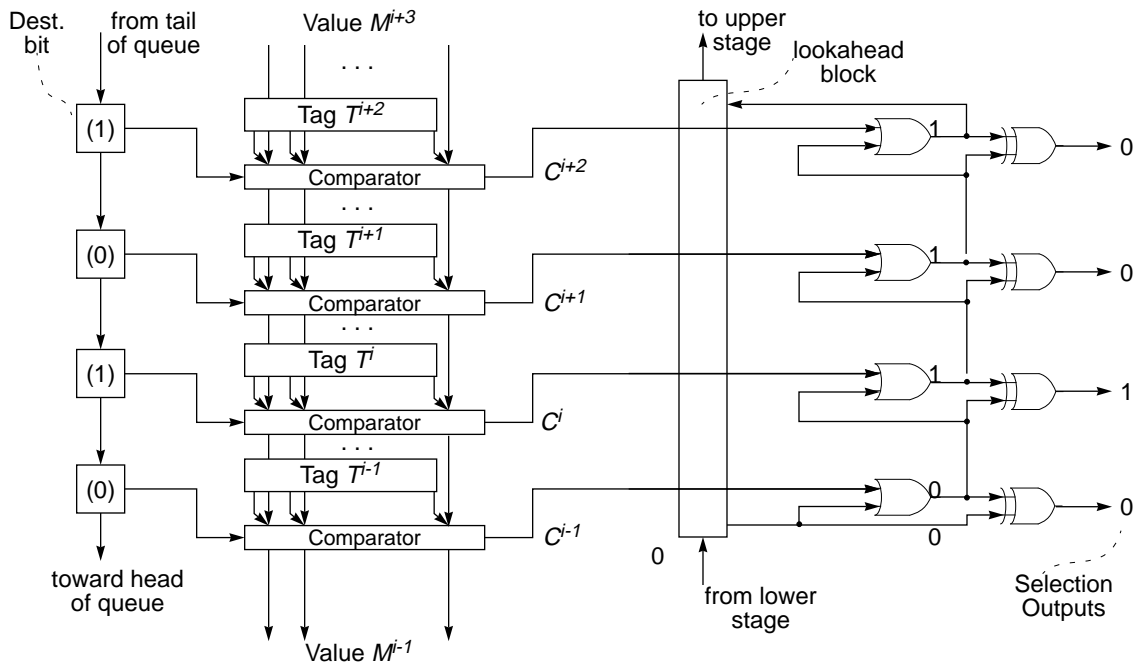 Dest. bit
from tail of queue
Value M^{i+3}
. . .
to upper stage
lookahead block
(1)
Tag T^{i+2}
Comparator
C^{i+2}
1
0
. . .
(0)
Tag T^{i+1}
Comparator
C^{i+1}
1
0
. . .
(1)
Tag T^{i}
Comparator
C^{i}
1
1
. . .
(0)
Tag T^{i-1}
Comparator
C^{i-1}
0
0
0
0
toward head of queue
from lower stage
Selection Outputs
Value M^{i-1}